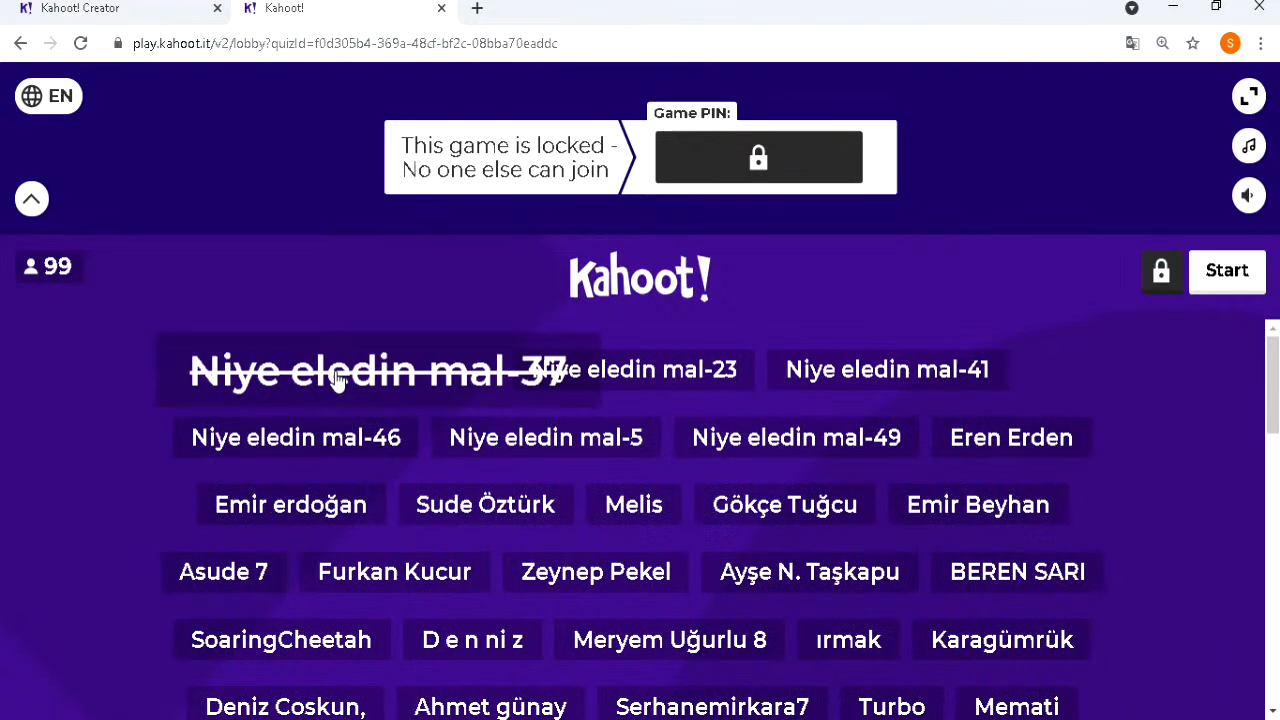 Kahoot! Creator
Kahoot!
play.kahoot.it/v2/lobby?quizId=f0d305b4-369a-48cf-bf2c-08bba70eaddc
S
EN
Game PIN:
This game is locked -
No one else can join
99
Kahoot!
Start
Niye eledin mal-37 Niye eledin mal-23 Niye eledin mal-41
Niye eledin mal-46 Niye eledin mal-5 Niye eledin mal-49 Eren Erden
Emir erdoğan Sude Öztürk Melis Gökçe Tuğcu Emir Beyhan
Asude 7 Furkan Kucur Zeynep Pekel Ayşe N. Taşkapu BEREN SARI
SoaringCheetah D e n ni z Meryem Uğurlu 8 ırmak Karagümrük
Deniz Coskun, Ahmet günay Serhanemirkara7 Turbo Memati